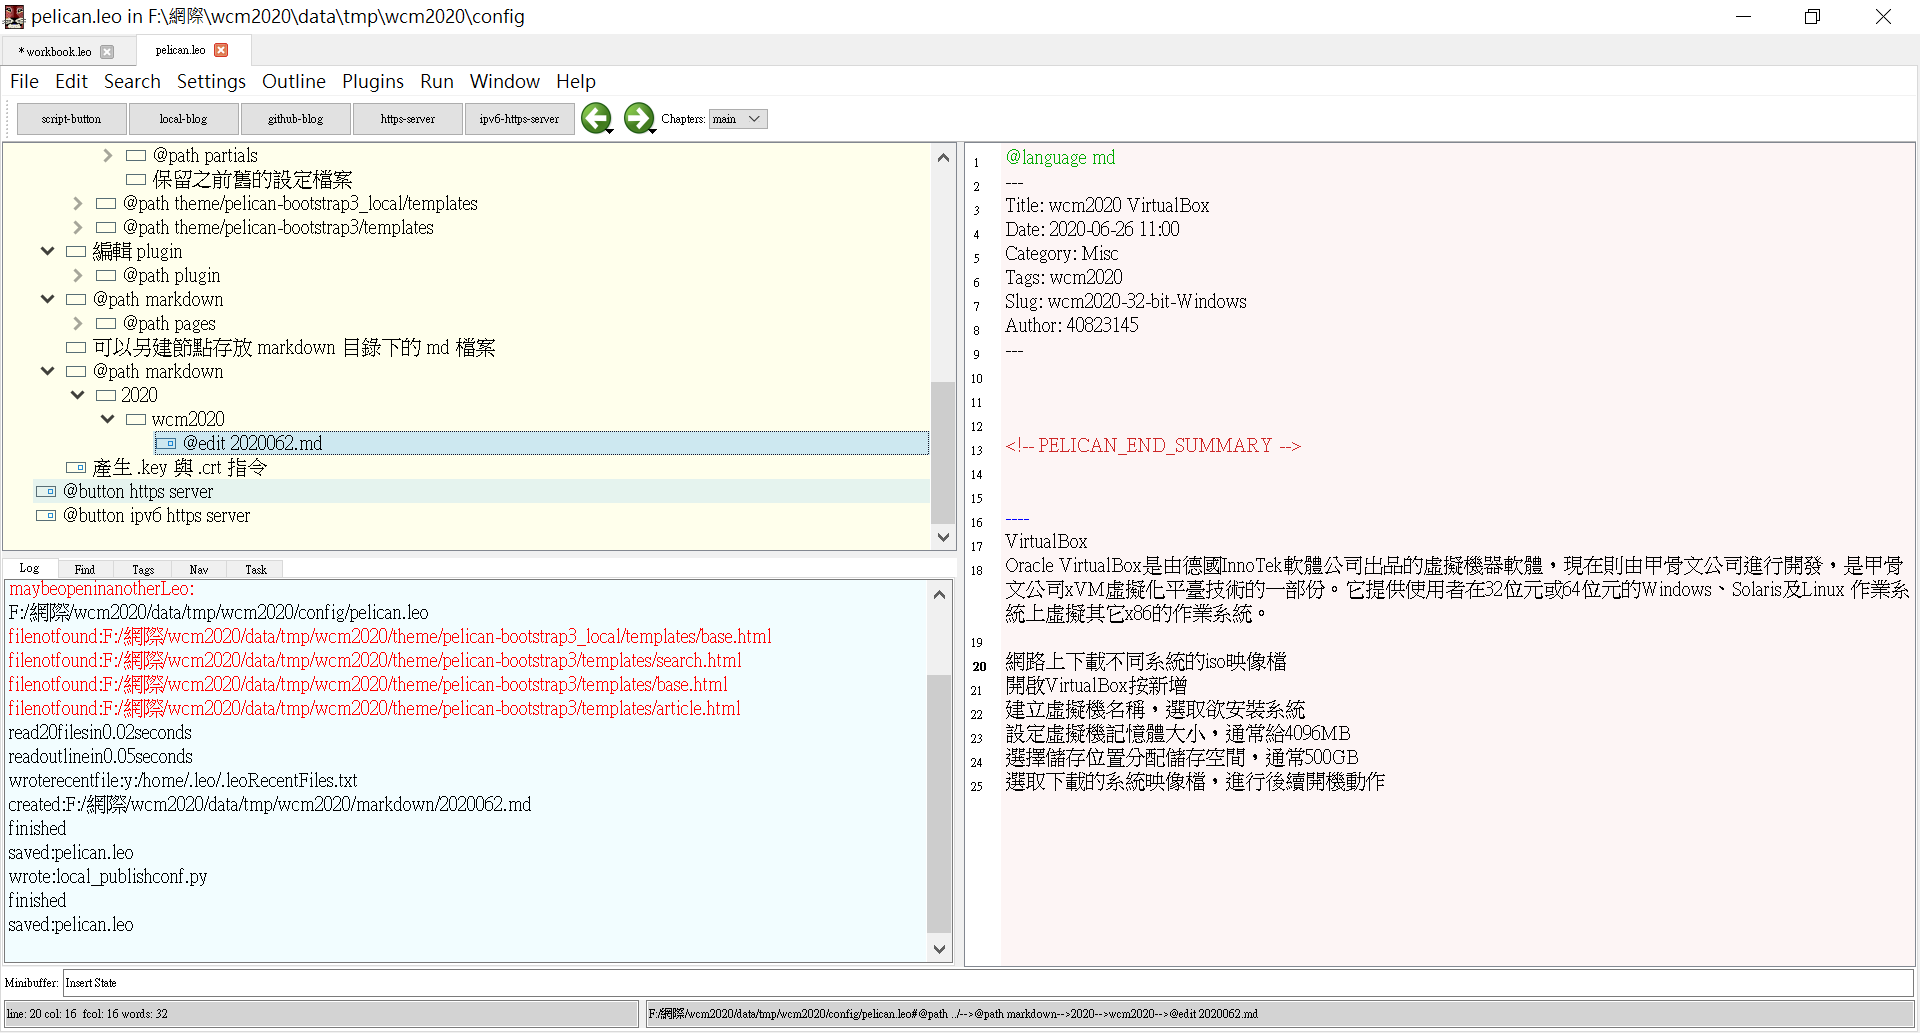 pelican.leo in F:\網際\wcm2020\data\tmp\wcm2020\config
* workbook.leo
pelican.leo
File Edit Search Settings Outline Plugins Run Window Help
script-button local-blog github-blog https-server ipv6-https-server Chapters: main
@path partials
保留之前舊的設定檔案
@path theme/pelican-bootstrap3_local/templates
@path theme/pelican-bootstrap3/templates
編輯 plugin
@path plugin
@path markdown
@path pages
可以另建節點存放 markdown 目錄下的 md 檔案
@path markdown
2020
wcm2020
@edit 2020062.md
產生 .key 與 .crt 指令
@button https server
@button ipv6 https server
Log Find Tags Nav Task
maybeopeninanotherLeo:
F:/網際/wcm2020/data/tmp/wcm2020/config/pelican.leo
filenotfound:F:/網際/wcm2020/data/tmp/wcm2020/theme/pelican-bootstrap3_local/templates/base.html
filenotfound:F:/網際/wcm2020/data/tmp/wcm2020/theme/pelican-bootstrap3/templates/search.html
filenotfound:F:/網際/wcm2020/data/tmp/wcm2020/theme/pelican-bootstrap3/templates/base.html
filenotfound:F:/網際/wcm2020/data/tmp/wcm2020/theme/pelican-bootstrap3/templates/article.html
read20filesin0.02seconds
readoutlinein0.05seconds
wroterecentfile:y:/home/.leo/.leoRecentFiles.txt
created:F:/網際/wcm2020/data/tmp/wcm2020/markdown/2020062.md
finished
saved:pelican.leo
wrote:local_publishconf.py
finished
saved:pelican.leo
1 @language md
2 ---
3 Title: wcm2020 VirtualBox
4 Date: 2020-06-26 11:00
5 Category: Misc
6 Tags: wcm2020
7 Slug: wcm2020-32-bit-Windows
8 Author: 40823145
9 ---
10
11
12
13 <!-- PELICAN_END_SUMMARY -->
14
15
16 ----
17 VirtualBox
18 Oracle VirtualBox是由德國InnoTek軟體公司出品的虛擬機器軟體，現在則由甲骨文公司進行開發，是甲骨
文公司xVM虛擬化平臺技術的一部份。它提供使用者在32位元或64位元的Windows、Solaris及Linux 作業系
統上虛擬其它x86的作業系統。
19
20 網路上下載不同系統的iso映像檔
21 開啟VirtualBox按新增
22 建立虛擬機名稱，選取欲安裝系統
23 設定虛擬機記憶體大小，通常給4096MB
24 選擇儲存位置分配儲存空間，通常500GB
25 選取下載的系統映像檔，進行後續開機動作
Minibuffer: Insert State
line: 20 col: 16 fcol: 16 words: 32
F:/網際/wcm2020/data/tmp/wcm2020/config/pelican.leo#@path ../-->@path markdown-->2020-->wcm2020-->@edit 2020062.md